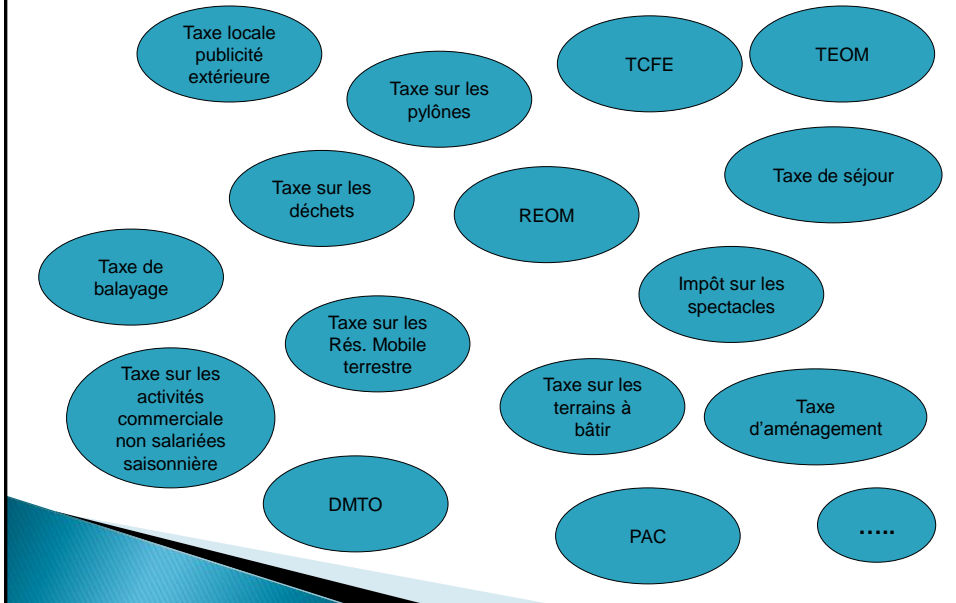 Taxe locale
publicité
extérieure
TCFE
TEOM
Taxe sur les
pylônes
Taxe de séjour
Taxe sur les
déchets
REOM
Taxe de
balayage
Impôt sur les
spectacles
Taxe sur les
Rés. Mobile
terrestre
Taxe sur les
activités
commerciale
non salariées
saisonnière
Taxe sur les
terrains à
bâtir
Taxe
d'aménagement
DMTO
PAC
…..